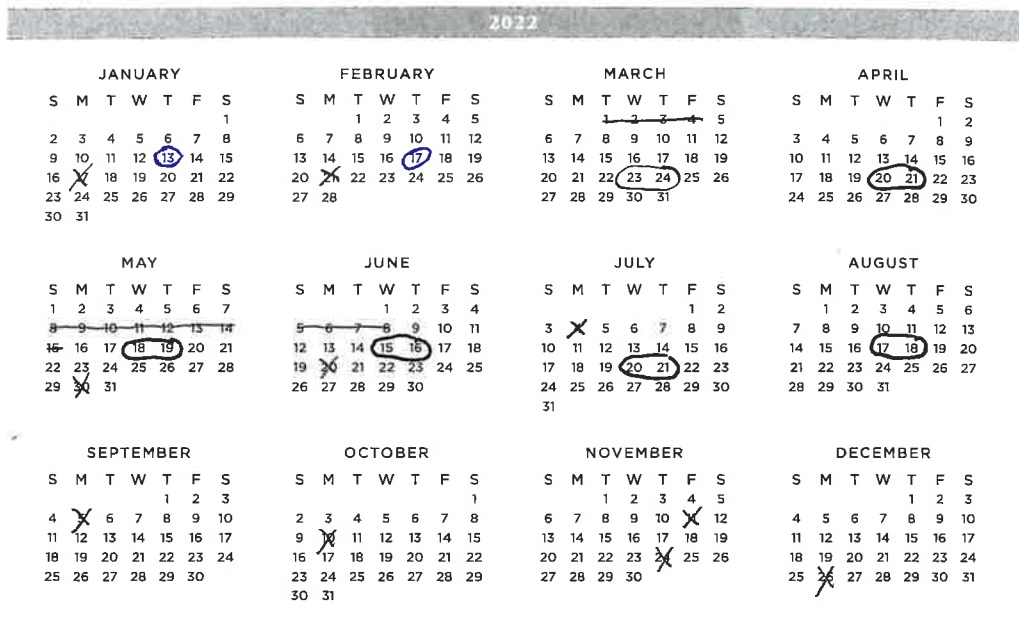 2022
JANUARY
S M T W T F S
1
2 3 4 5 6 7 8
9 10 11 12 13 14 15
16 18 19 20 21 22
23 24 25 26 27 28 29
30 31
FEBRUARY
S M T W T F S
1 2 3 4 5
6 7 8 9 10 11 12
13 14 15 16 17 18 19
20 21 22 23 24 25 26
27 28
MARCH
S M T W T F S
1 2 3 4 5
6 7 8 9 10 11 12
13 14 15 16 17 18 19
20 21 22 23 24 25 26
27 28 29 30 31
APRIL
S M T W T F S
1 2
3 4 5 6 7 8 9
10 11 12 13 14 15 16
17 18 19 20 21 22 23
24 25 26 27 28 29 30
MAY
S M T W T F S
1 2 3 4 5 6 7
8 9 10 11 12 13 14
15 16 17 18 19 20 21
22 23 24 25 26 27 28
29 30 31
JUNE
S M T W T F S
1 2 3 4
5 6 7 8 9 10 11
12 13 14 15 16 17 18
19 20 21 22 23 24 25
26 27 28 29 30
JULY
S M T W T F S
1 2
3 5 6 7 8 9
10 11 12 13 14 15 16
17 18 19 20 21 22 23
24 25 26 27 28 29 30
31
AUGUST
S M T W T F S
1 2 3 4 5 6
7 8 9 10 11 12 13
14 15 16 17 18 19 20
21 22 23 24 25 26 27
28 29 30 31
SEPTEMBER
S M T W T F S
1 2 3
4 5 6 7 8 9 10
11 12 13 14 15 16 17
18 19 20 21 22 23 24
25 26 27 28 29 30
OCTOBER
S M T W T F S
1
2 3 4 5 6 7 8
9 10 11 12 13 14 15
16 17 18 19 20 21 22
23 24 25 26 27 28 29
30 31
NOVEMBER
S M T W T F S
1 2 3 4 5
6 7 8 9 10 11 12
13 14 15 16 17 18 19
20 21 22 23 24 25 26
27 28 29 30
DECEMBER
S M T W T F S
1 2 3
4 5 6 7 8 9 10
11 12 13 14 15 16 17
18 19 20 21 22 23 24
25 26 27 28 29 30 31